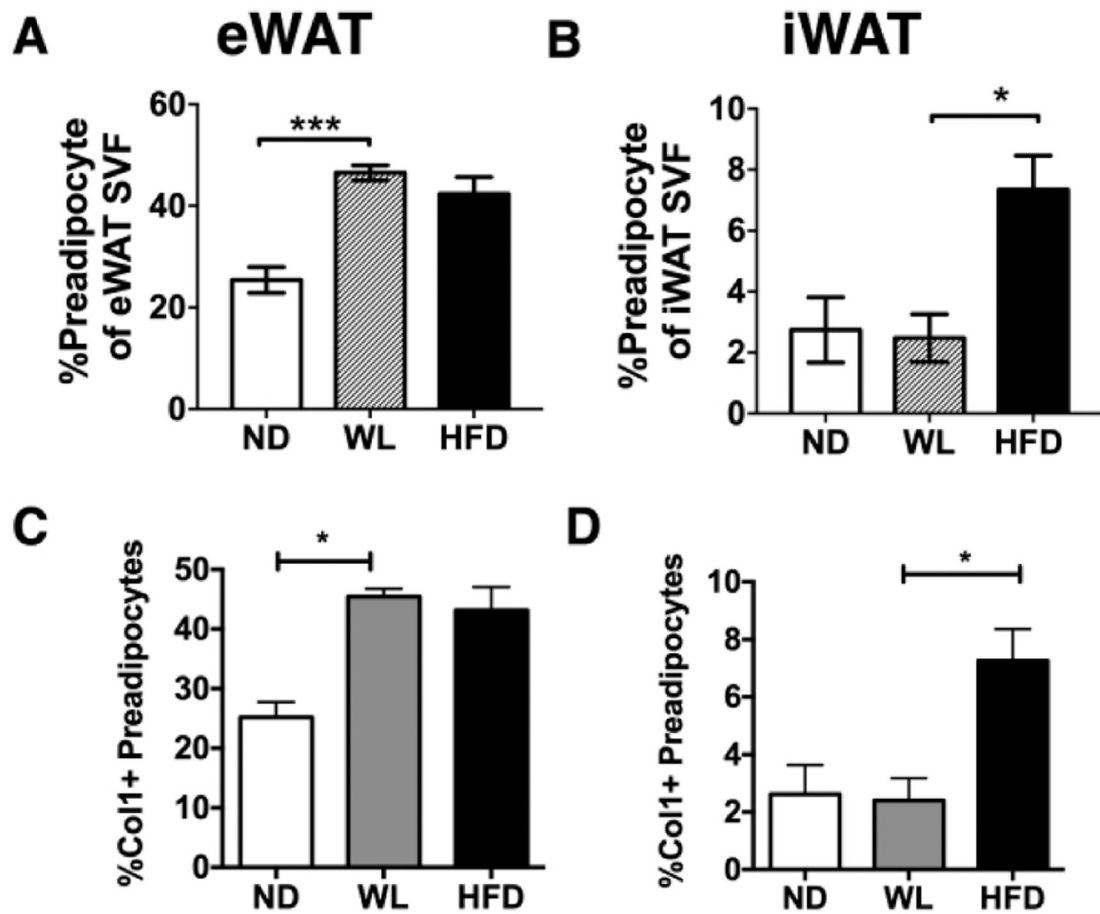 A eWAT
B iWAT
%Preadipocyte
of eWAT SVF
60
40
20
0
***
ND WL HFD
%Preadipocyte
of iWAT SVF
10
8
6
4
2
0
*
ND WL HFD
C
%Col1+ Preadipocytes
50
40
30
20
10
0
*
ND WL HFD
D
%Col1+ Preadipocytes
10
8
6
4
2
0
*
ND WL HFD